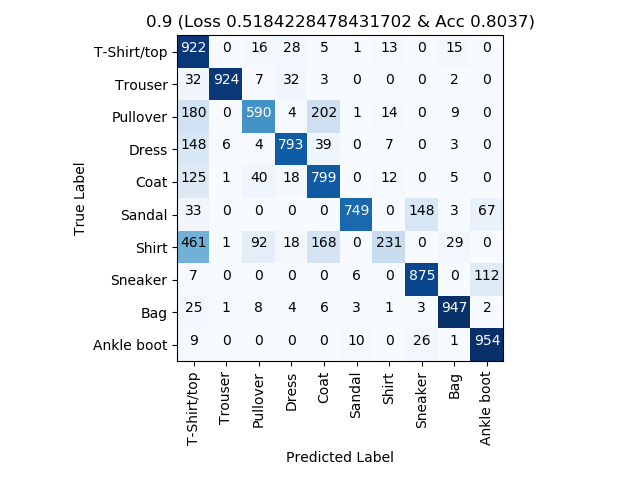 0.9 (Loss 0.5184228478431702 & Acc 0.8037)
True Label
T-Shirt/top 922 0 16 28 5 1 13 0 15 0
Trouser 32 924 7 32 3 0 0 0 2 0
Pullover 180 0 590 4 202 1 14 0 9 0
Dress 148 6 4 793 39 0 7 0 3 0
Coat 125 1 40 18 799 0 12 0 5 0
Sandal 33 0 0 0 0 749 0 148 3 67
Shirt 461 1 92 18 168 0 231 0 29 0
Sneaker 7 0 0 0 0 6 0 875 0 112
Bag 25 1 8 4 6 3 1 3 947 2
Ankle boot 9 0 0 0 0 10 0 26 1 954
T-Shirt/top Trouser Pullover Dress Coat Sandal Shirt Sneaker Bag Ankle boot
Predicted Label